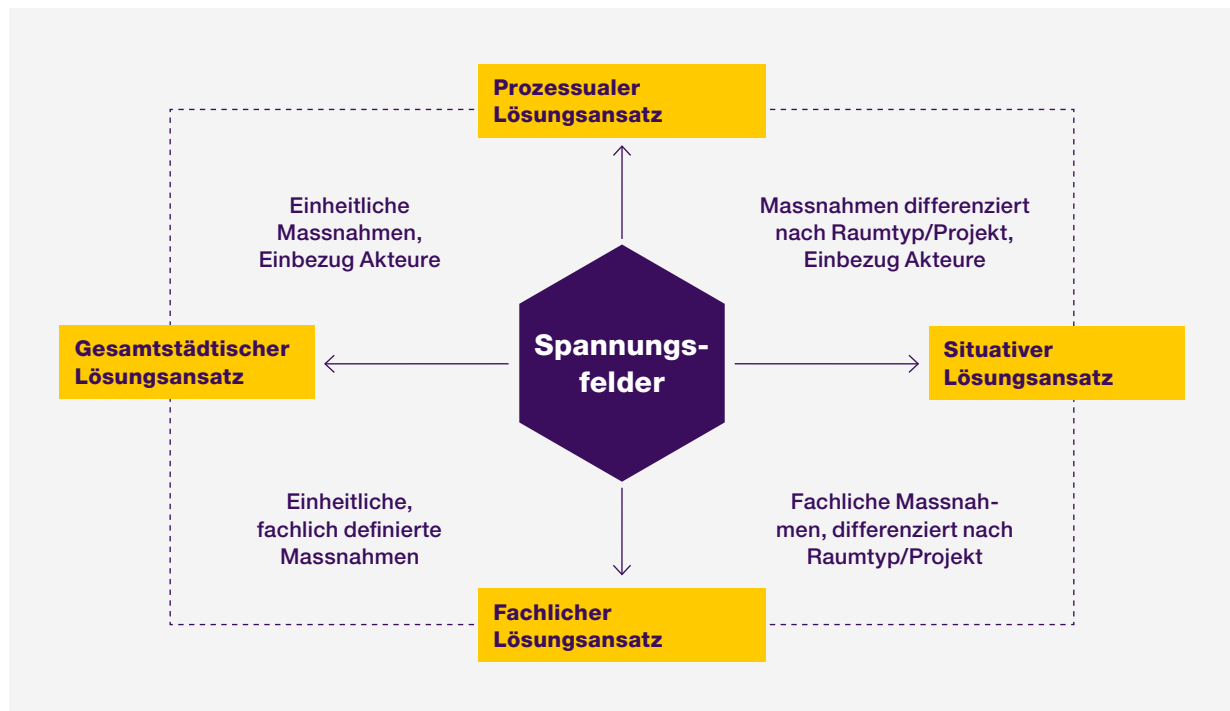 Prozessualer
Lösungsansatz
Einheitliche
Massnahmen,
Einbezug Akteure
Massnahmen differenziert
nach Raumtyp/Projekt,
Einbezug Akteure
Gesamtstädtischer
Lösungsansatz
Spannungs-
felder
Situativer
Lösungsansatz
Einheitliche,
fachlich definierte
Massnahmen
Fachliche Massnah-
men, differenziert nach
Raumtyp/Projekt
Fachlicher
Lösungsansatz